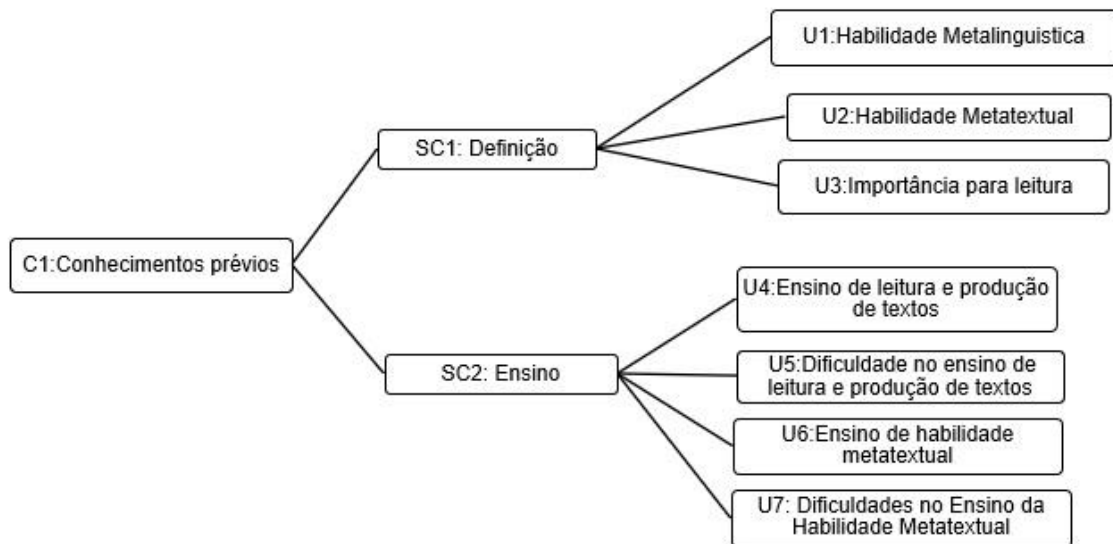 U1:Habilidade Metalinguistica
U2:Habilidade Metatextual
SC1: Definição
U3:Importância para leitura
C1:Conhecimentos prévios
U4:Ensino de leitura e produção
de textos
SC2: Ensino
U5:Dificuldade no ensino de
leitura e produção de textos
U6:Ensino de habilidade
metatextual
U7: Dificuldades no Ensino da
Habilidade Metatextual